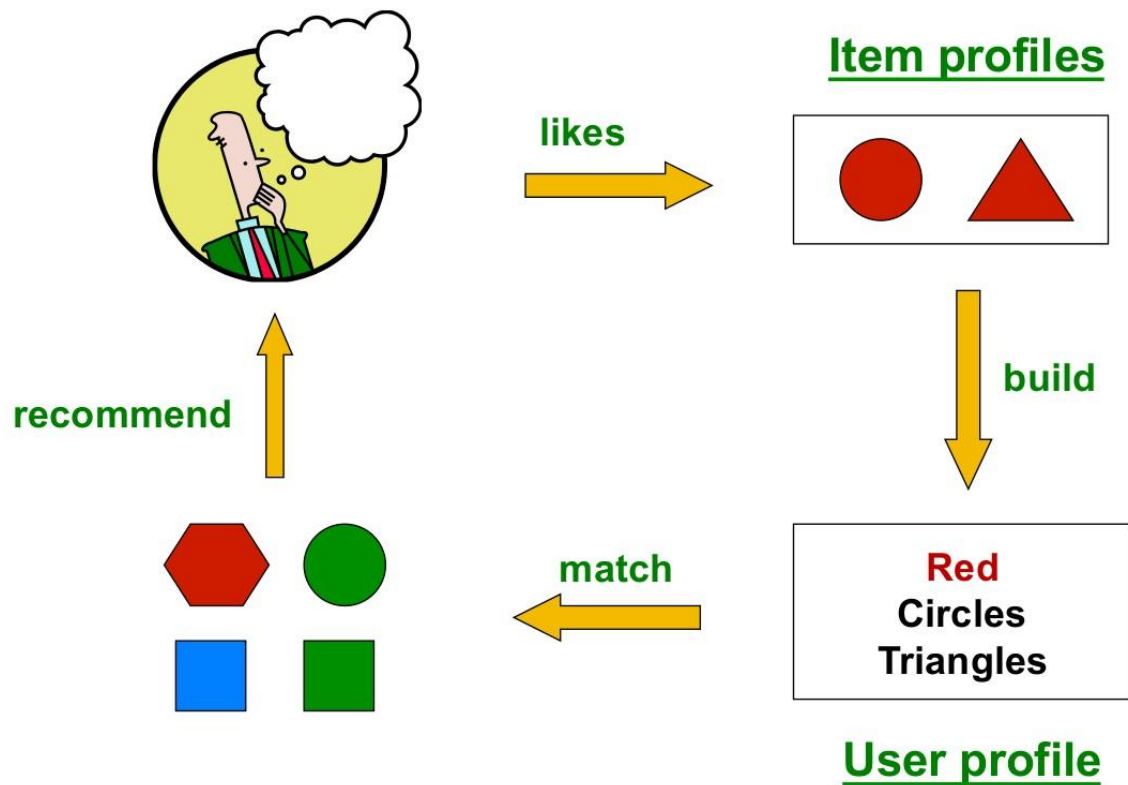 Item profiles
likes
build
recommend
match
Red
Circles
Triangles
User profile